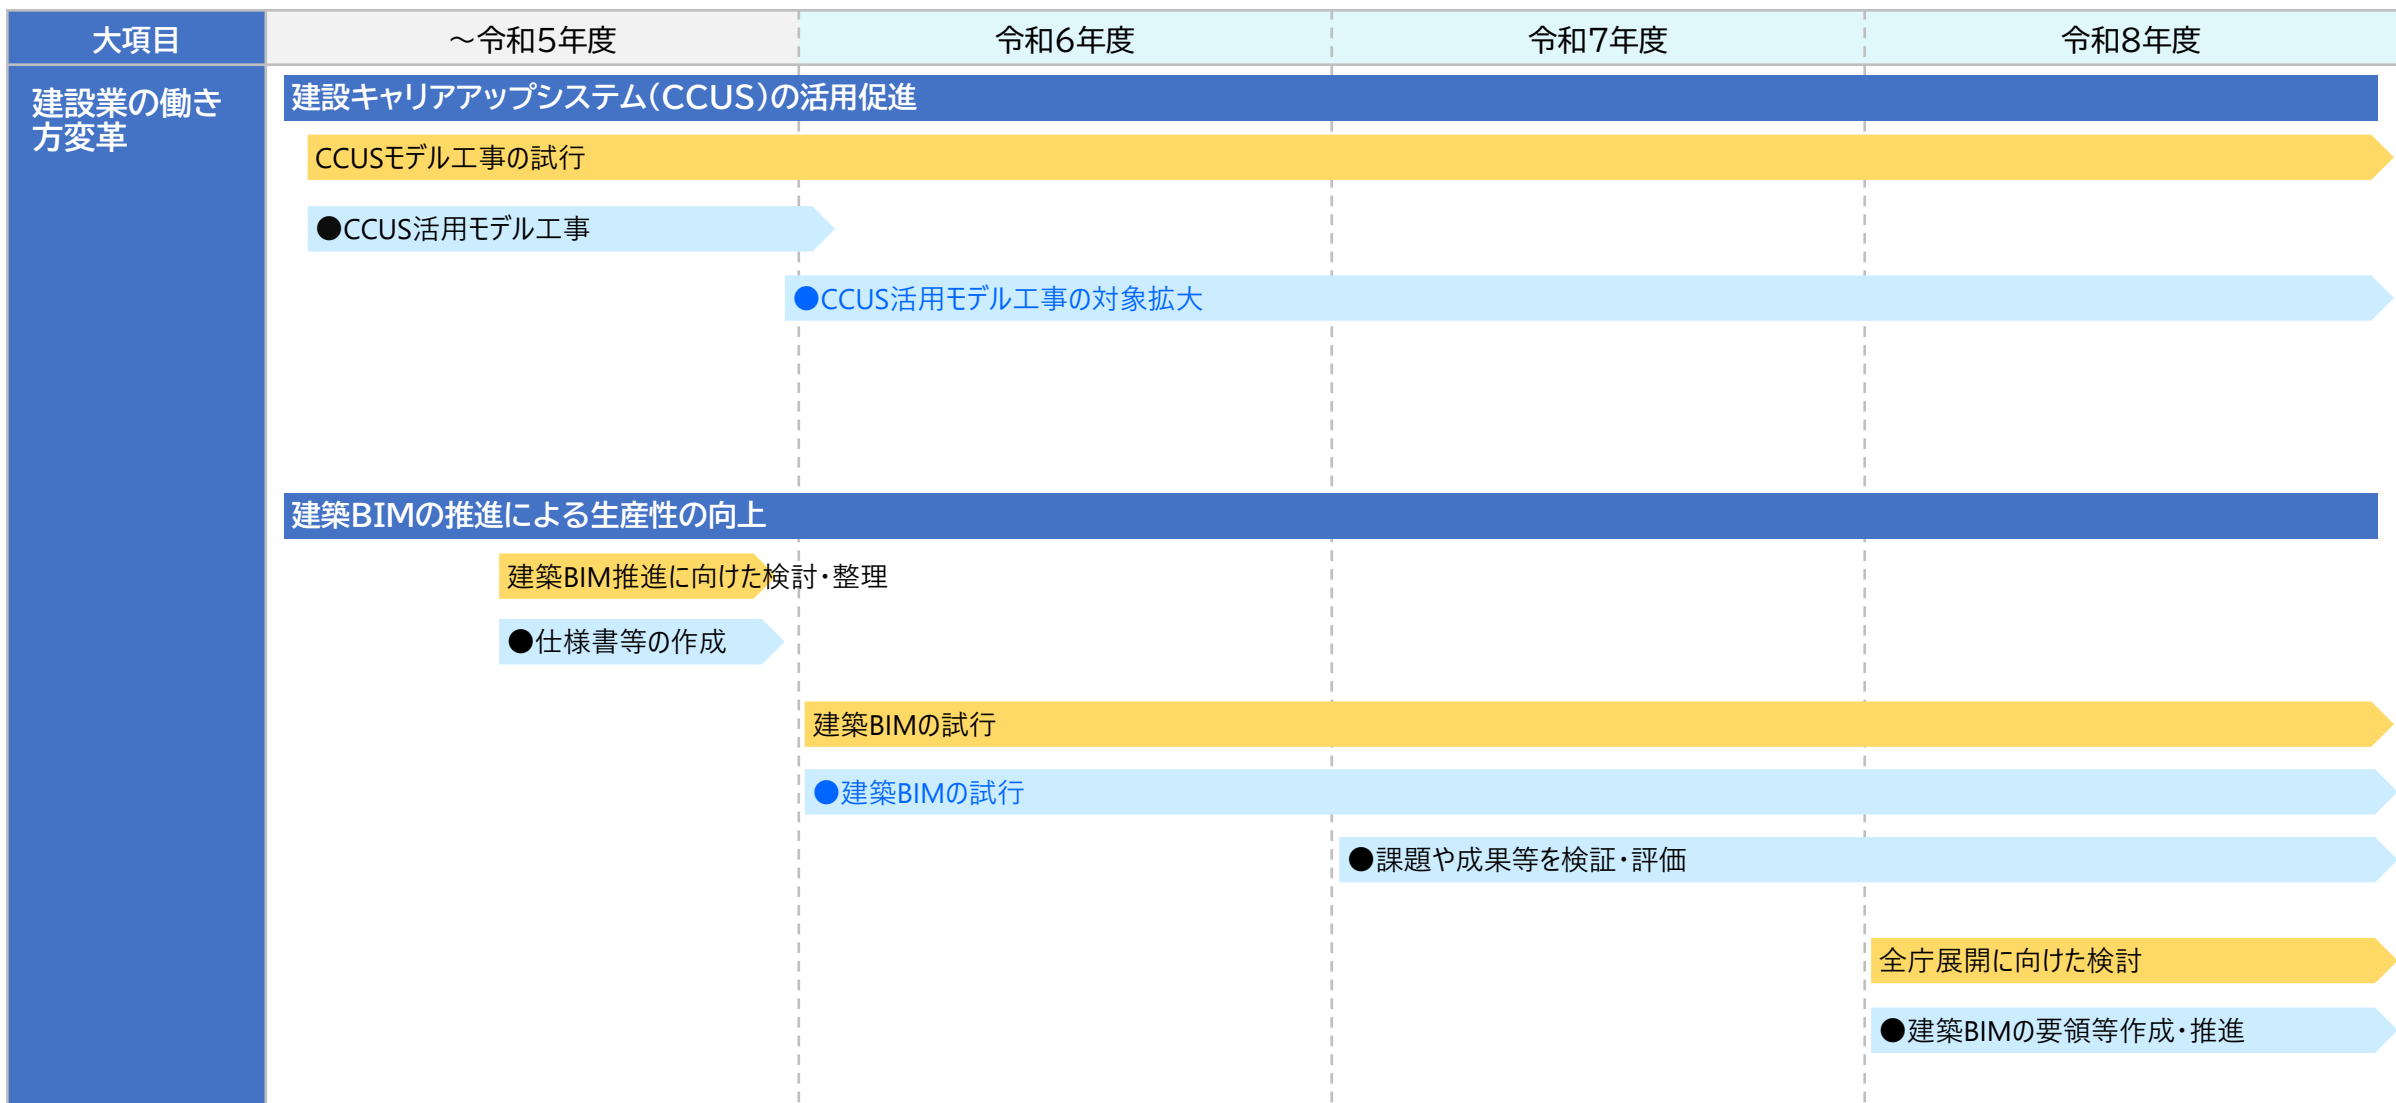 大項目
～令和5年度
令和6年度
令和7年度
令和8年度
建設業の働き
方変革
建設キャリアアップシステム(CCUS)の活用促進
CCUSモデル工事の試行
●CCUS活用モデル工事
●CCUS活用モデル工事の対象拡大
建築BIMの推進による生産性の向上
建築BIM推進に向けた検討・整理
●仕様書等の作成
建築BIMの試行
●建築BIMの試行
●課題や成果等を検証・評価
全庁展開に向けた検討
●建築BIMの要領等作成・推進